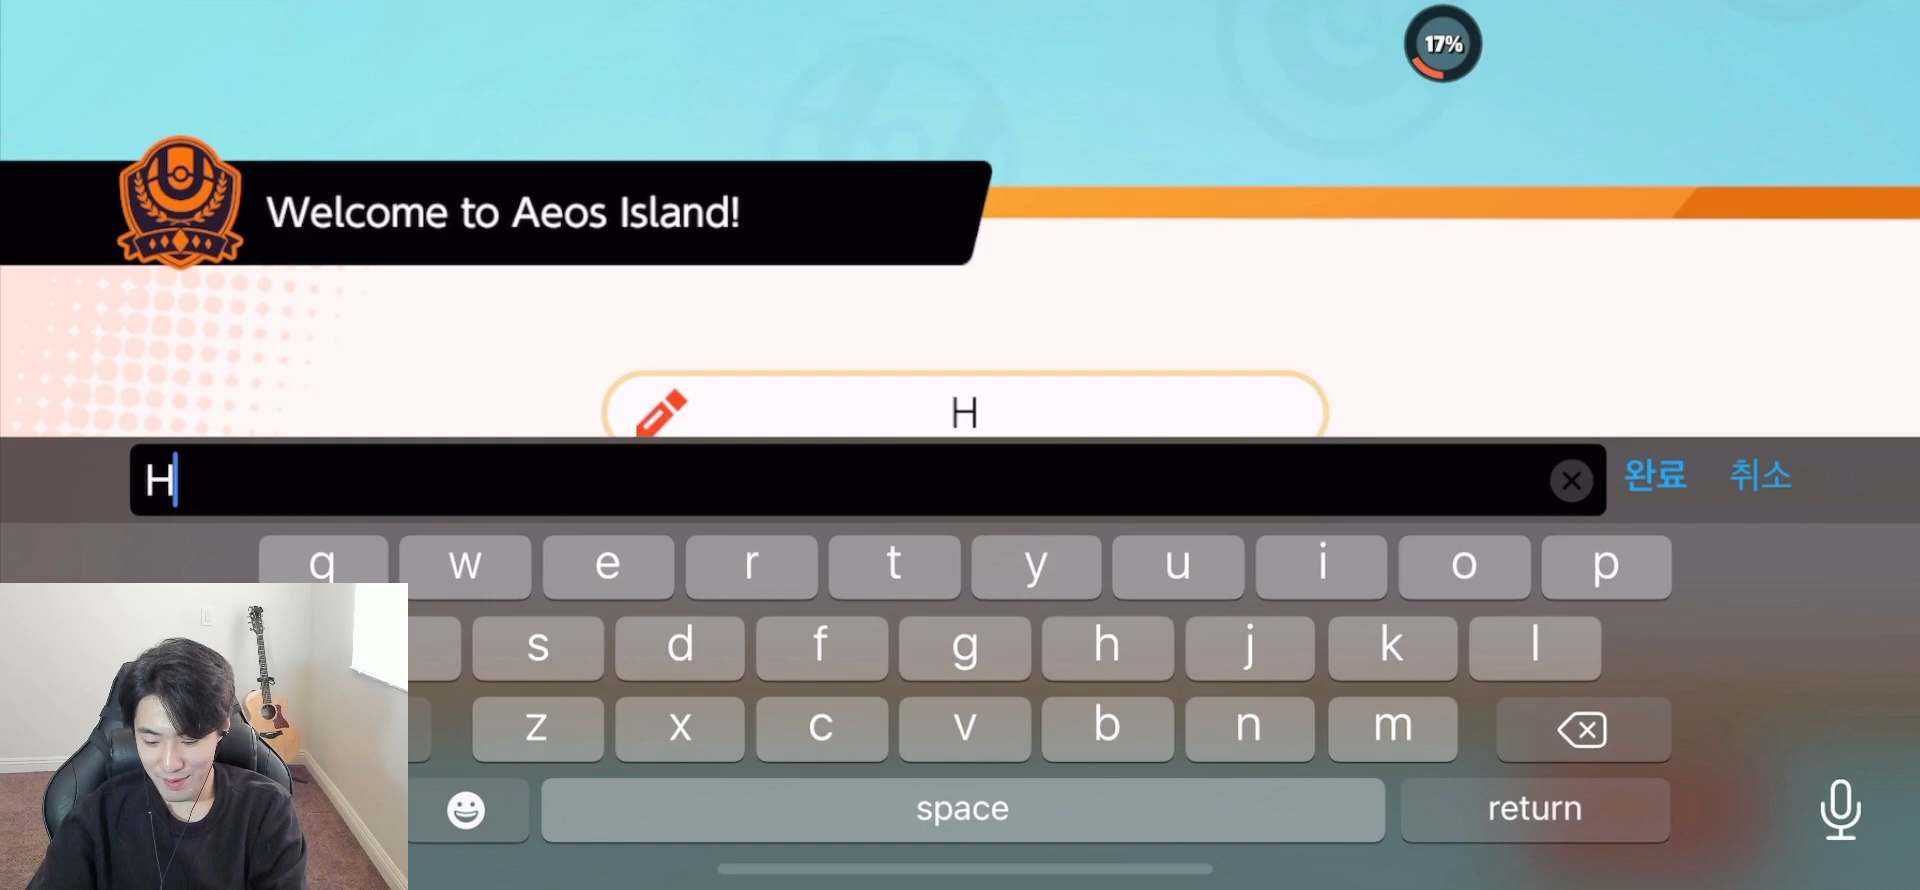 17%
Welcome to Aeos Island!
H
H
완료 취소
q w e r t y u i o p
s d f g h j k l
z x c v b n m
space return